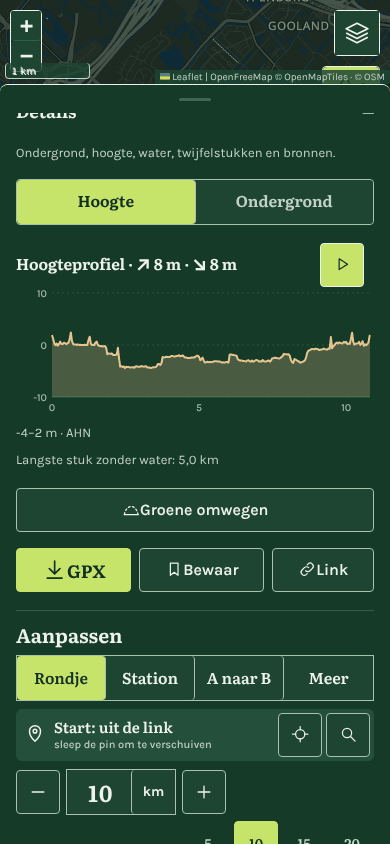 GOOLAND
+
−
1 km
Leaflet | OpenFreeMap © OpenMapTiles · © OSM
Details
Ondergrond, hoogte, water, twijfelstukken en bronnen.
Hoogte Ondergrond
Hoogteprofiel · ↗ 8 m · ↘ 8 m
10
0
-10
0 5 10
-4–2 m · AHN
Langste stuk zonder water: 5,0 km
Groene omwegen
GPX Bewaar Link
Aanpassen
Rondje Station A naar B Meer
Start: uit de link
sleep de pin om te verschuiven
− 10 km +
5 10 15 20